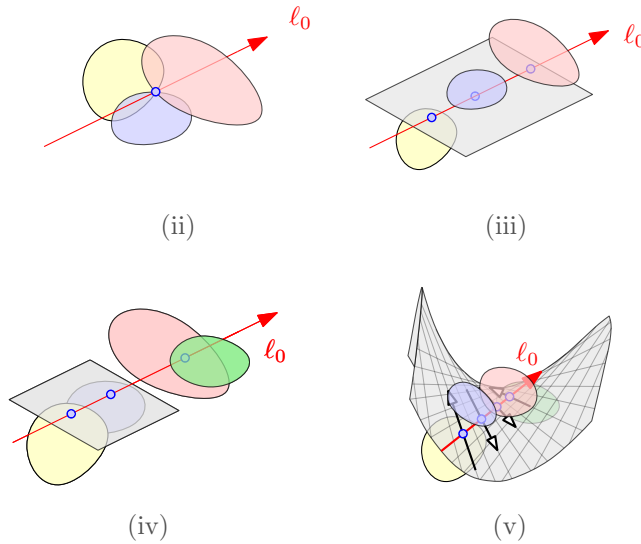 ℓ₀
ℓ₀
(ii)
(iii)
ℓ₀
ℓ₀
(iv)
(v)